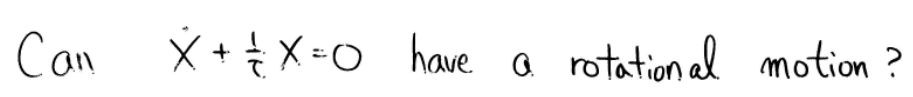 Can Ẋ + 1/τ X = 0 have a rotational motion ?